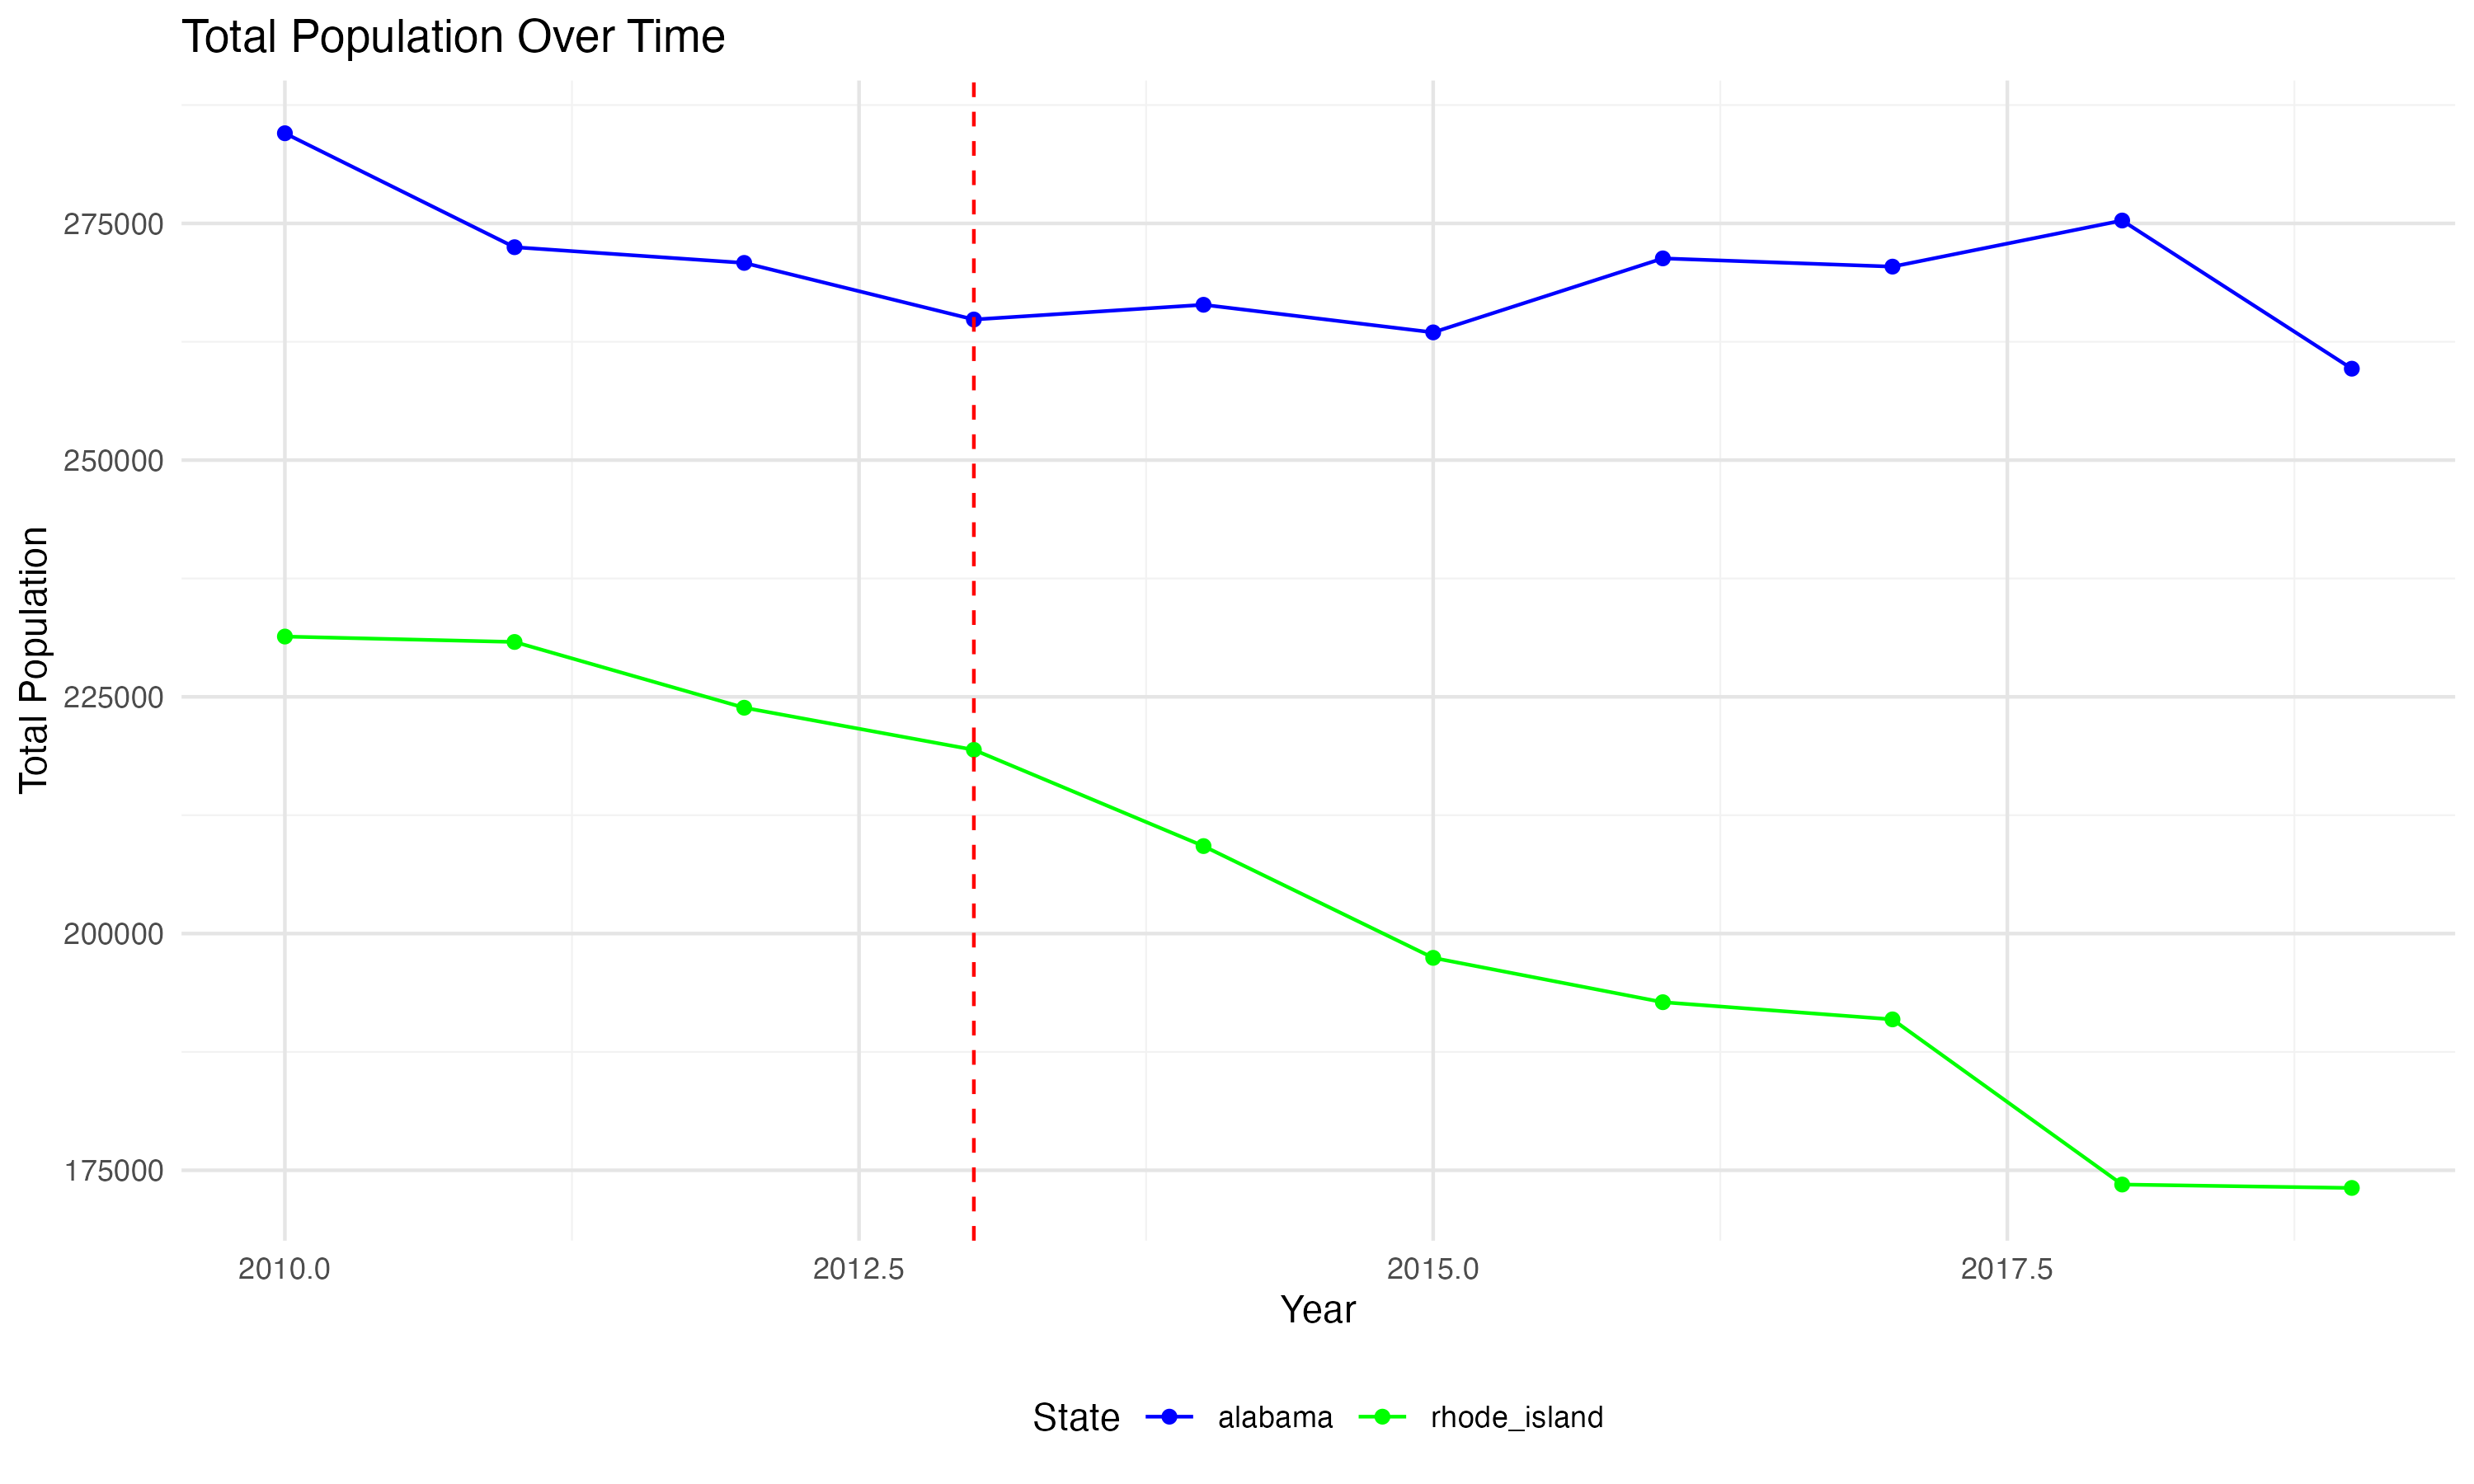 Total Population Over Time
Total Population
275000
250000
225000
200000
175000
2010.0 2012.5 2015.0 2017.5
Year
State alabama rhode_island